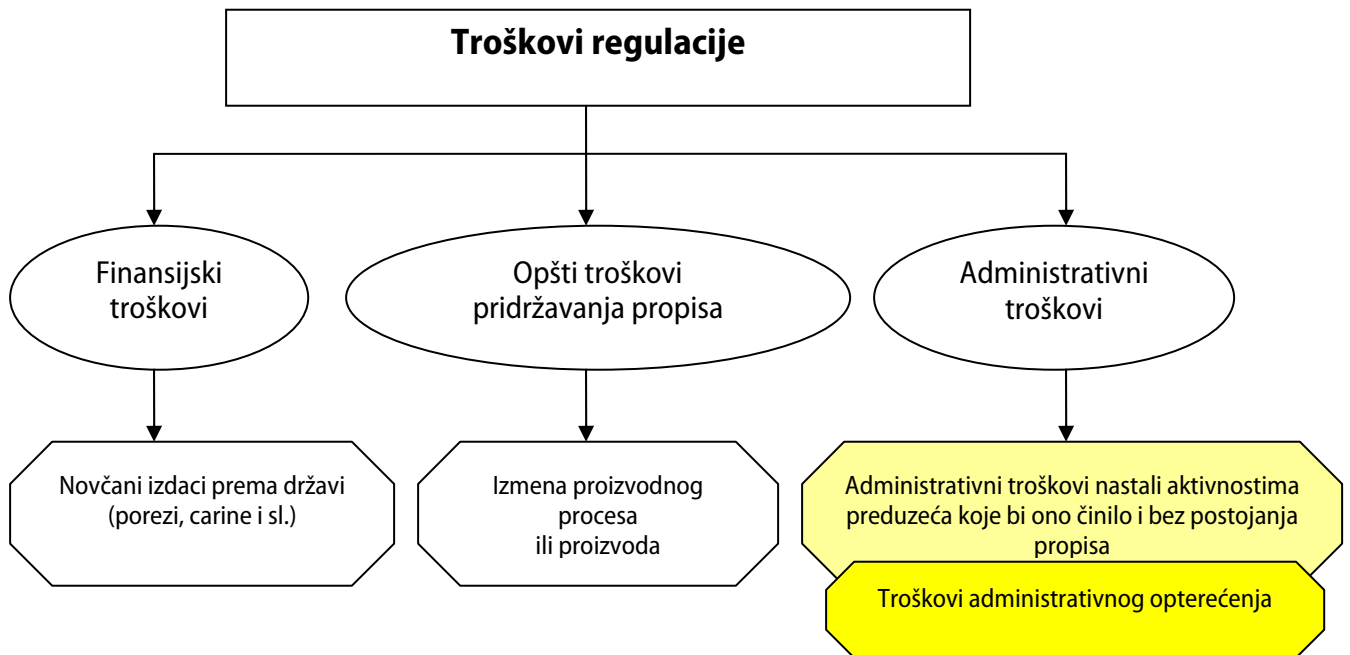 Troškovi regulacije
Finansijski
troškovi
Opšti troškovi
pridržavanja propisa
Administrativni
troškovi
Novčani izdaci prema državi
(porezi, carine i sl.)
Izmena proizvodnog
procesa
ili proizvoda
Administrativni troškovi nastali aktivnostima
preduzeća koje bi ono činilo i bez postojanja
propisa
Troškovi administrativnog opterećenja